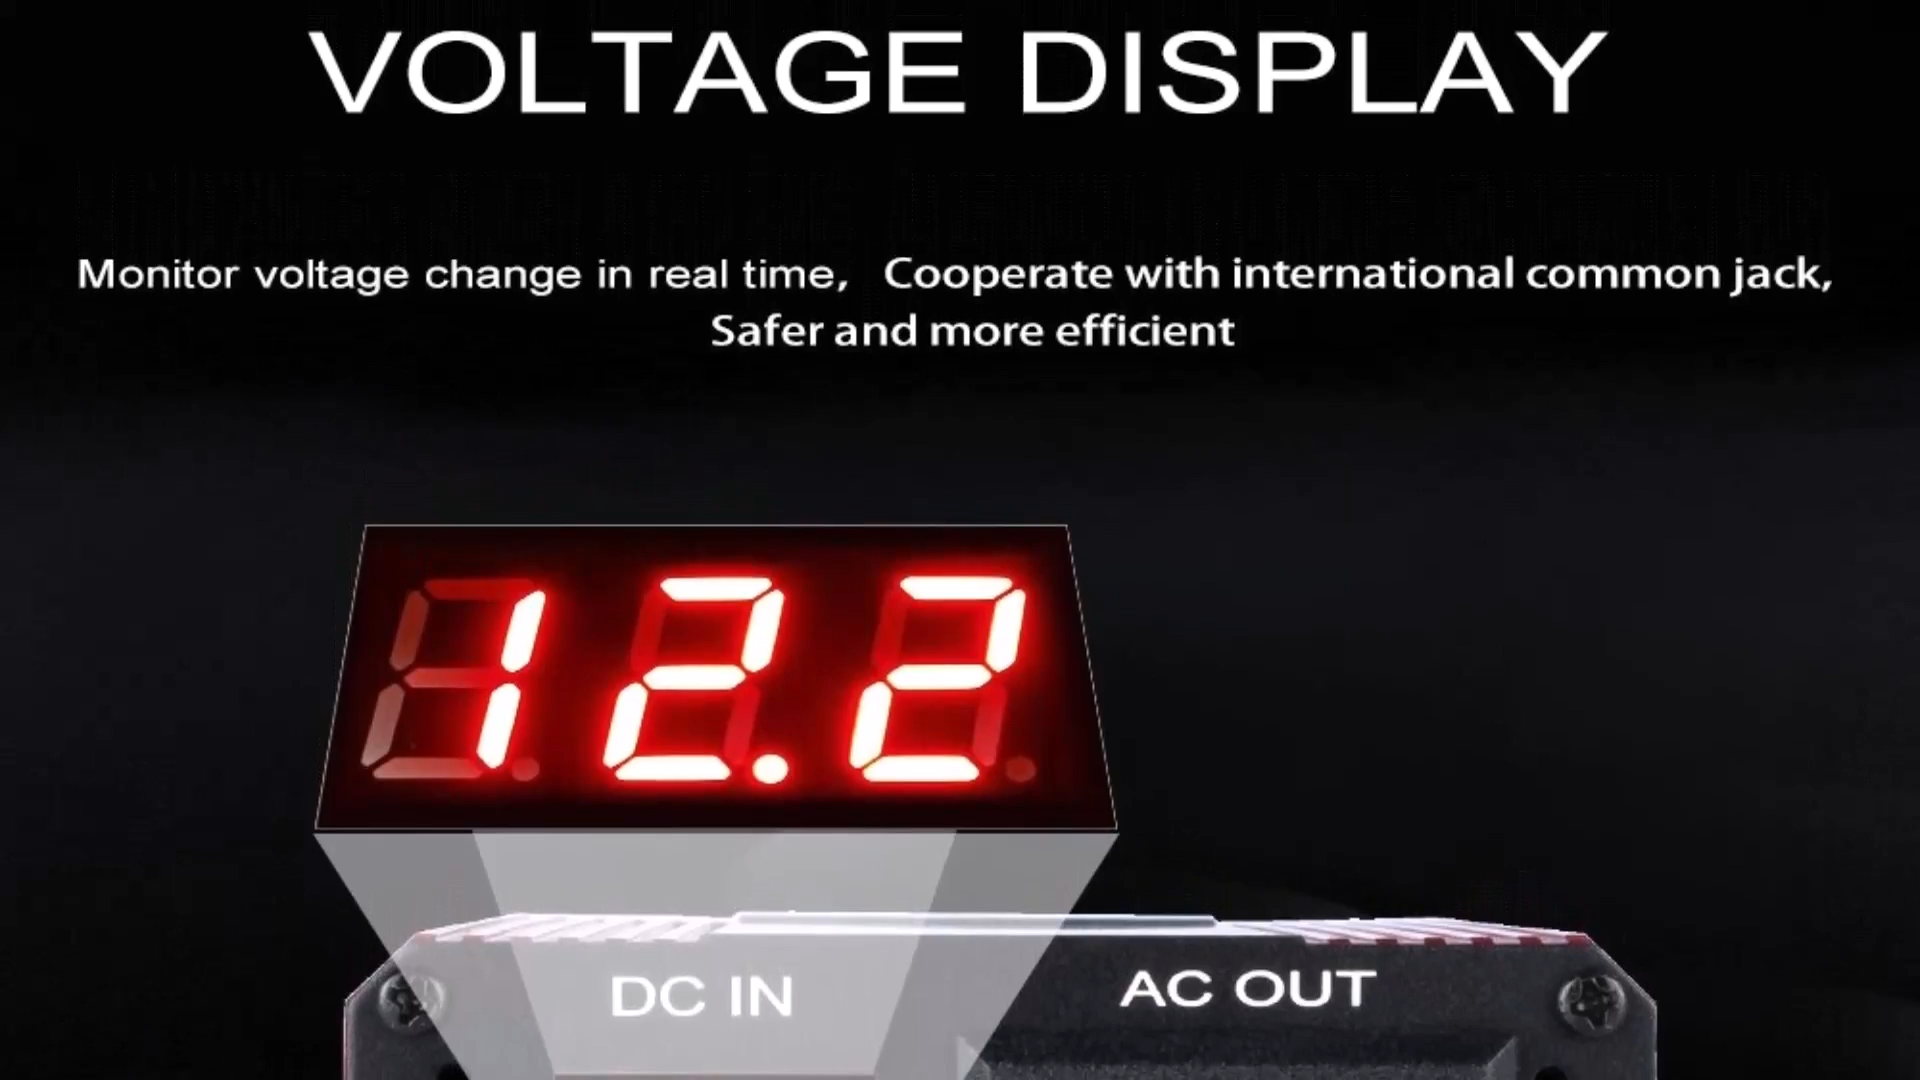 VOLTAGE DISPLAY
Monitor voltage change in real time, Cooperate with international common jack,
Safer and more efficient
12.2
DC IN
AC OUT